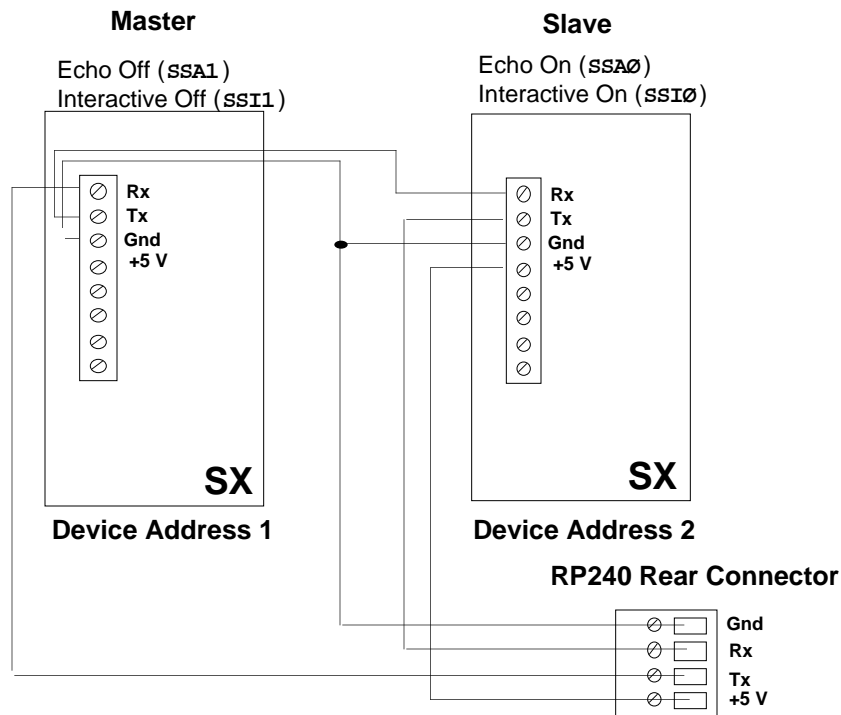 Master
Echo Off (SSA1)
Interactive Off (SSI1)
Rx
Tx
Gnd
+5 V
SX
Device Address 1
Slave
Echo On (SSAØ)
Interactive On (SSIØ)
Rx
Tx
Gnd
+5 V
SX
Device Address 2
RP240 Rear Connector
Gnd
Rx
Tx
+5 V